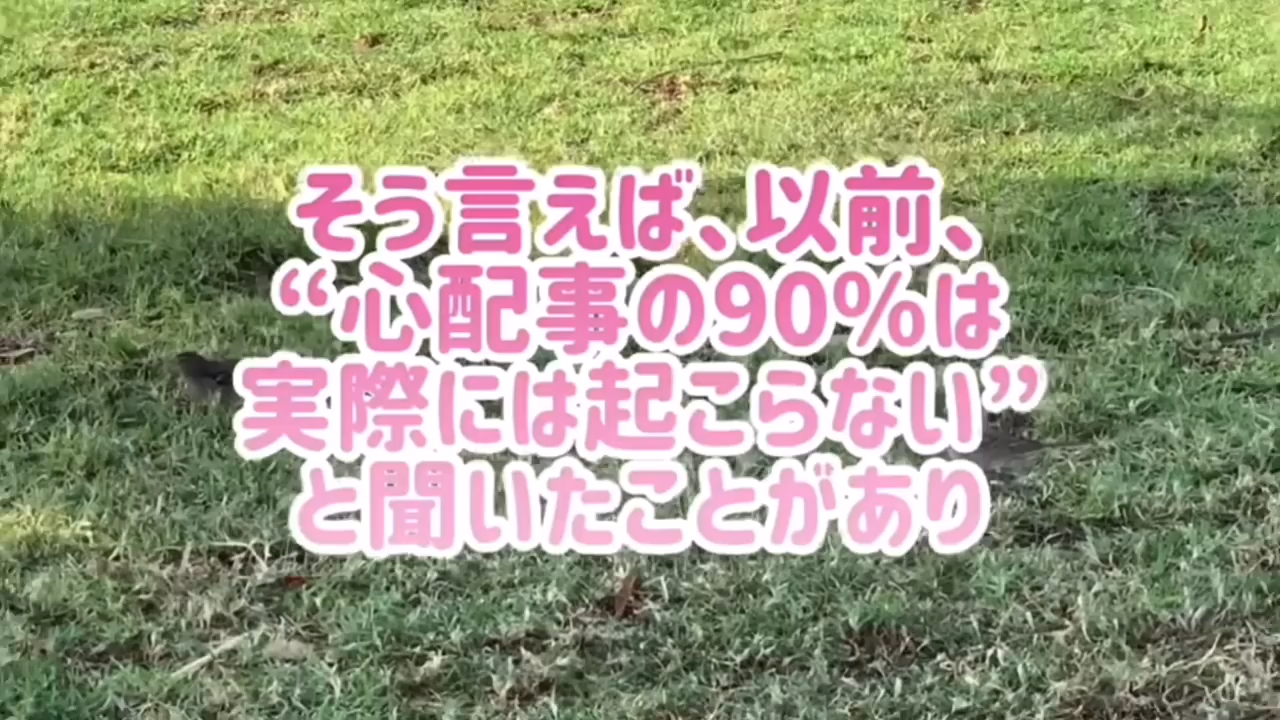 そう言えば、以前、
“心配事の90%は
実際には起こらない”
と聞いたことがあり